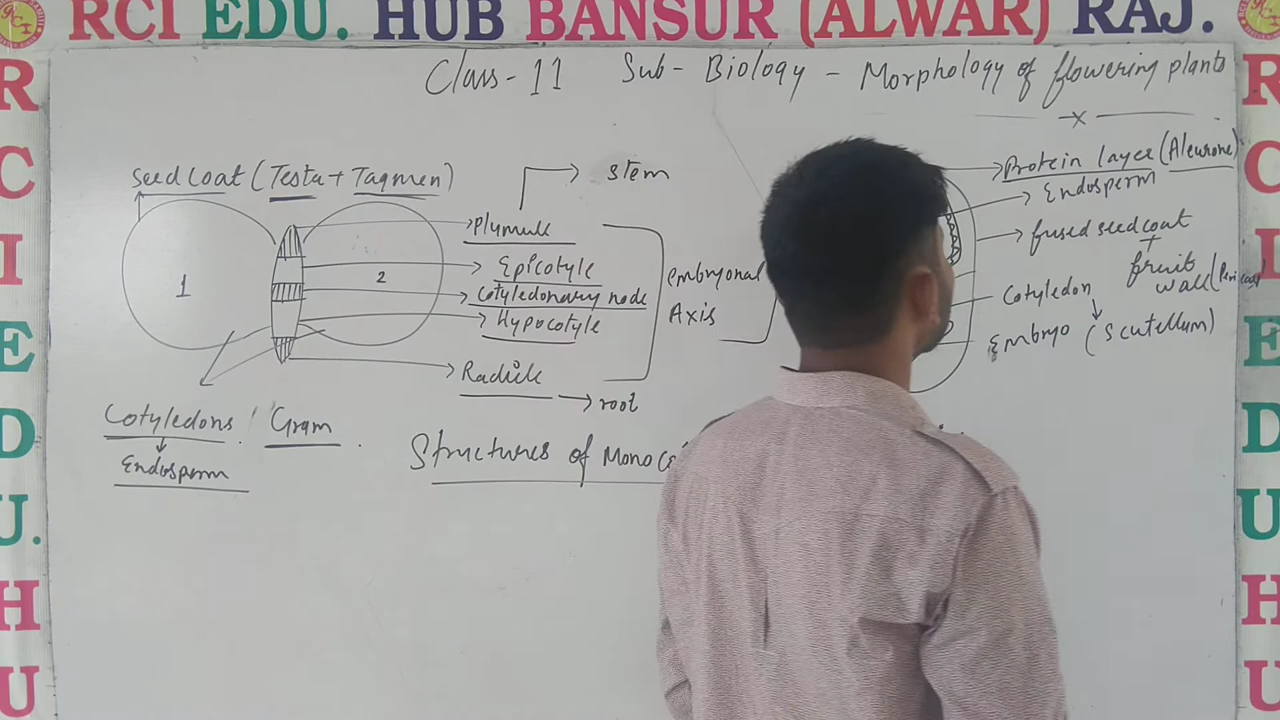 RCI EDU. HUB BANSUR (ALWAR) RAJ.
R
C
I
E
D
U.
H
U
Class - 11 Sub - Biology - Morphology of flowering plants
x
Seed coat (Testa + Tagmen)
1
2
stem
Plumule
Epicotyle
Cotyledonary node
Hypocotyle
Radicle
root
Embryonal
Axis
Cotyledons
Endosperm
Gram
Protein layer (Aleurone)
Endosperm
fused seed coat
+
fruit
wall (Pericarp)
Cotyledon
(Scutellum)
Embryo
Structures of Monoco
R
C
I
E
D
U
H
U